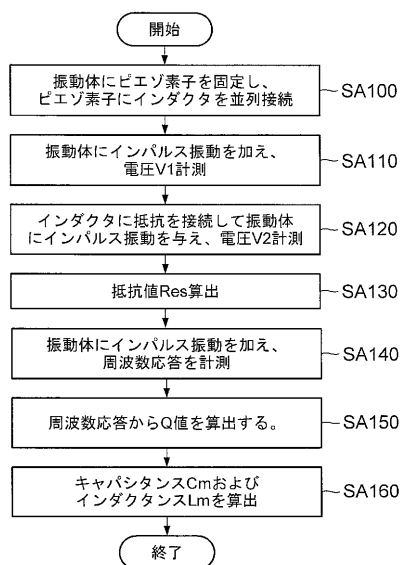 開始
振動体にピエゾ素子を固定し、
ピエゾ素子にインダクタを並列接続
SA100
振動体にインパルス振動を加え、
電圧V1計測
SA110
インダクタに抵抗を接続して振動体
にインパルス振動を与え、電圧V2計測
SA120
抵抗値Res算出
SA130
振動体にインパルス振動を加え、
周波数応答を計測
SA140
周波数応答からQ値を算出する。
SA150
キャパシタンスCmおよび
インダクタンスLmを算出
SA160
終了